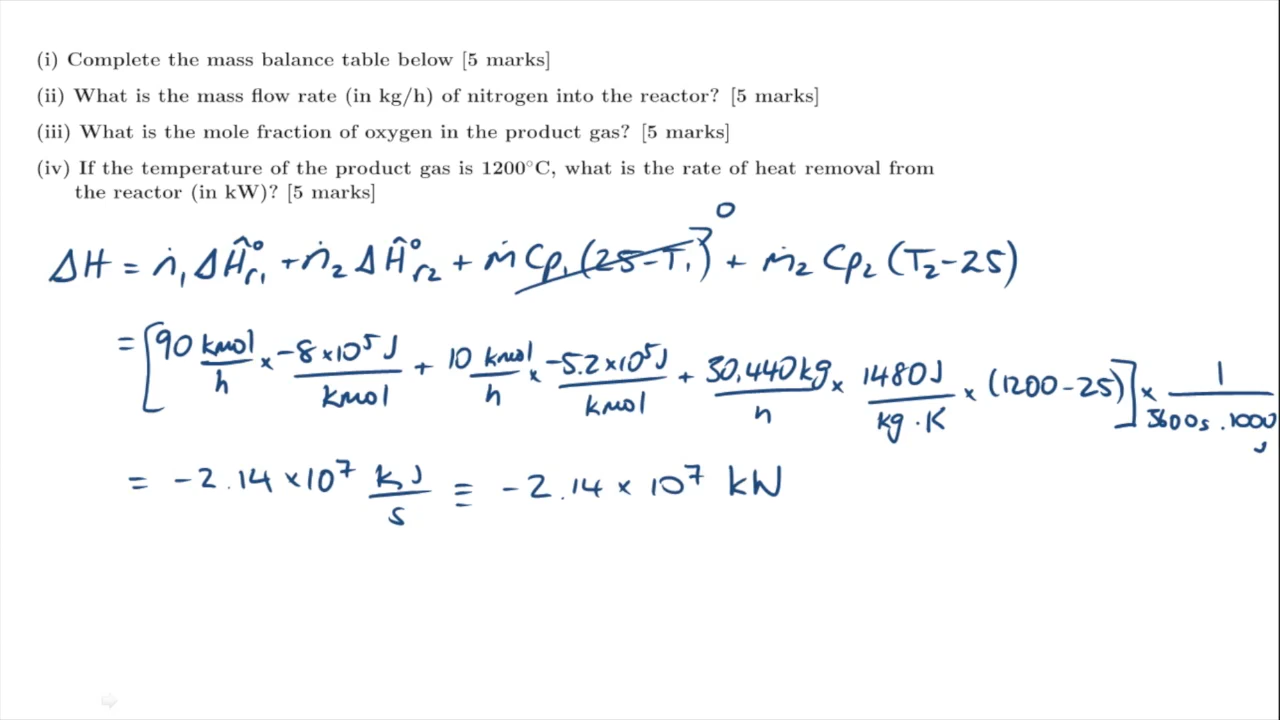 (i) Complete the mass balance table below [5 marks]
(ii) What is the mass flow rate (in kg/h) of nitrogen into the reactor? [5 marks]
(iii) What is the mole fraction of oxygen in the product gas? [5 marks]
(iv) If the temperature of the product gas is 1200°C, what is the rate of heat removal from
the reactor (in kW)? [5 marks]
ΔH = ṅ₁ ΔĤ°r₁ + ṅ₂ ΔĤ°r₂ + ṁ Cp₁ (25-T₁) 0 + ṁ₂ Cp₂ (T₂-25)
= [90 kmol/h × -8×10⁵ J/kmol + 10 kmol/h × -5.2×10⁵ J/kmol + 30,440 kg/h × 1480 J/kg·K × (1200-25)] × 1/3600s.1000 J
= -2.14×10⁷ kJ/s ≡ -2.14 × 10⁷ kW